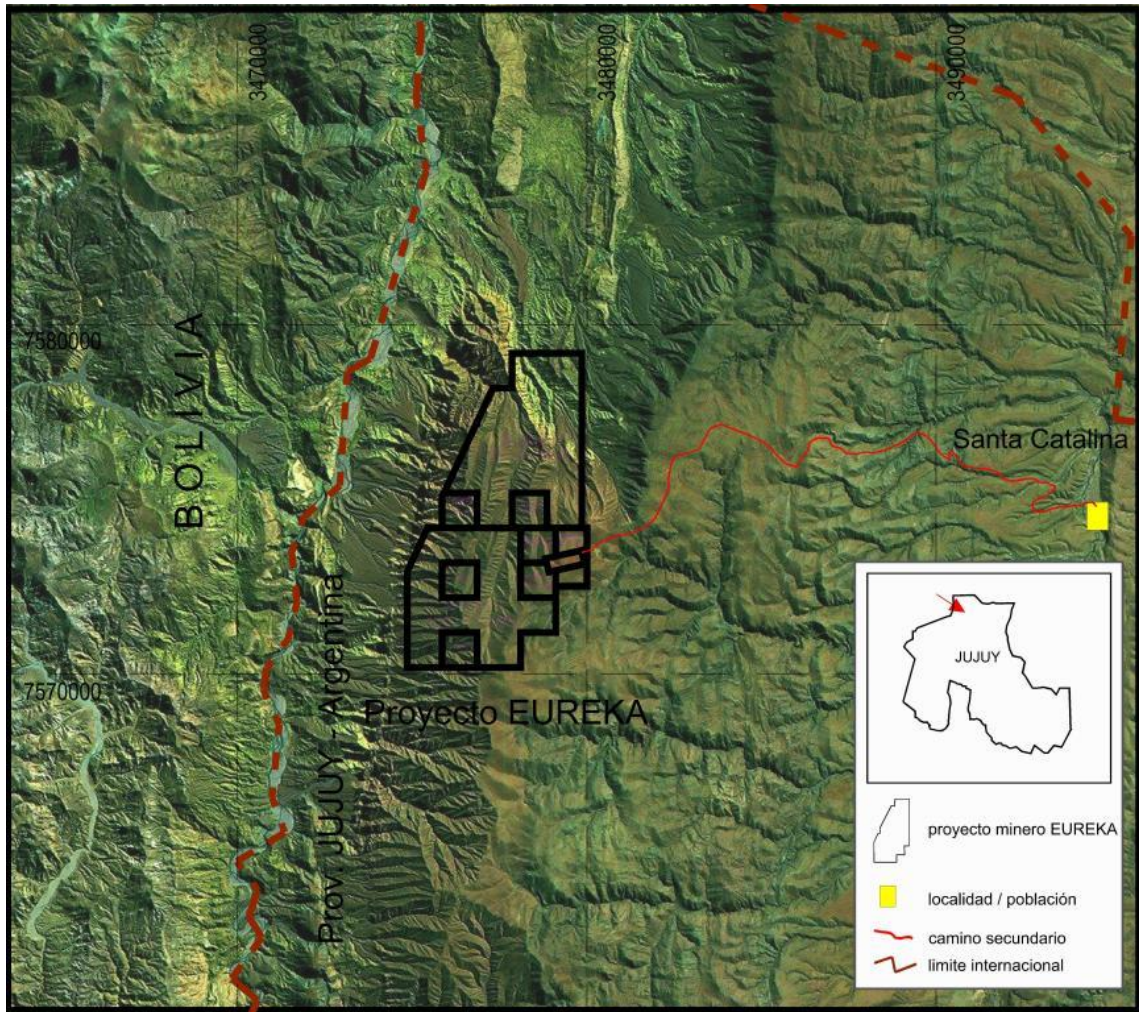 3470000
3480000
3490000
7580000
BOLIVIA
Santa Catalina
Prov. JUJUY - Argentina
7570000
Proyecto EUREKA
JUJUY
proyecto minero EUREKA
localidad / población
camino secundario
limite internacional